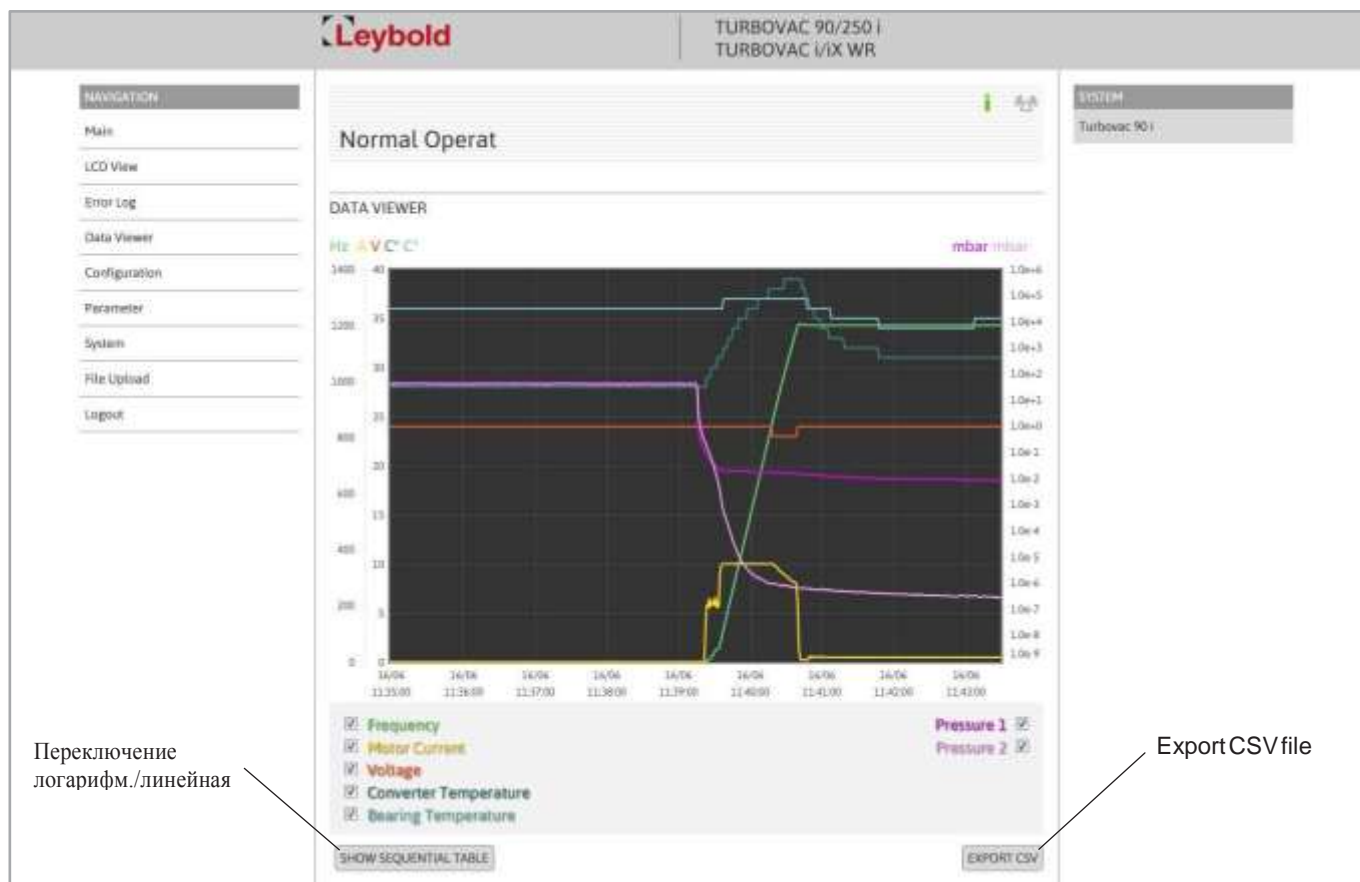 Leybold
TURBOVAC 90/250 i
TURBOVAC i/iX WR
NAVIGATION
Main
LCD View
Error Log
Data Viewer
Configuration
Parameter
System
File Upload
Logout
Normal Operat
SYSTEM
Turbovac 90 i
DATA VIEWER
Hz A V C° C°
mbar mbar
1400 40 1.0e+6
1.0e+5
35 1.0e+4
1200
1.0e+3
30 1.0e+2
1000
1.0e+1
25 1.0e+0
800
1.0e-1
20 1.0e-2
600
1.0e-3
15
1.0e-4
400
10 1.0e-5
1.0e-6
200
5 1.0e-7
1.0e-8
0 0 1.0e-9
16/06 16/06 16/06 16/06 16/06 16/06 16/06 16/06 16/06
11:35:00 11:36:00 11:37:00 11:38:00 11:39:00 11:40:00 11:41:00 11:42:00 11:43:00
Frequency
Motor Current
Voltage
Converter Temperature
Bearing Temperature
Pressure 1
Pressure 2
Переключение
логарифм./линейная
Export CSV file
SHOW SEQUENTIAL TABLE
EXPORT CSV